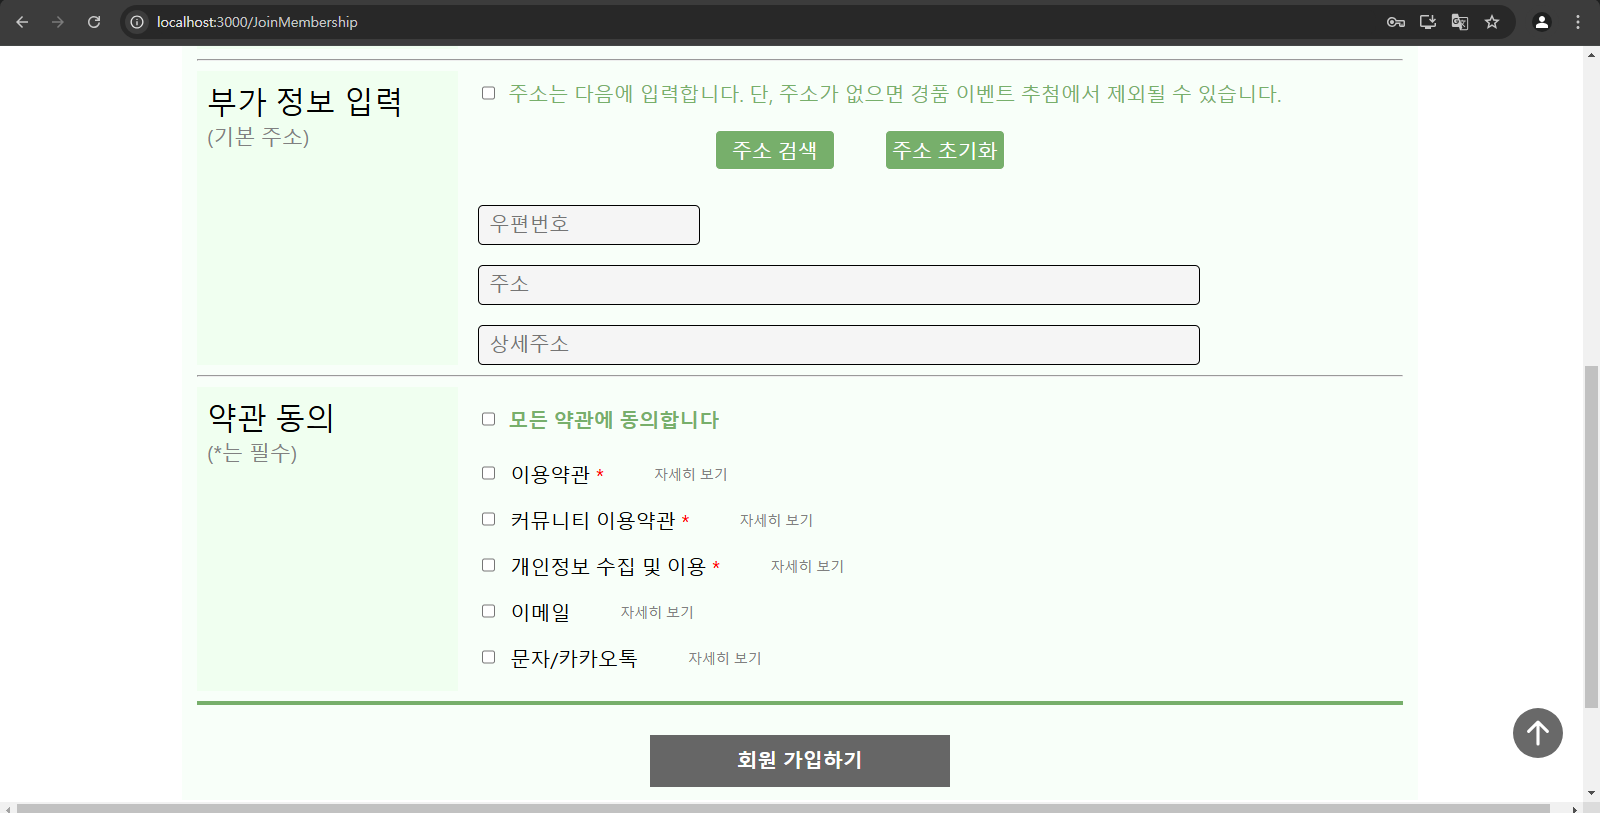 localhost:3000/JoinMembership
부가 정보 입력
(기본 주소)
주소는 다음에 입력합니다. 단, 주소가 없으면 경품 이벤트 추첨에서 제외될 수 있습니다.
주소 검색 주소 초기화
우편번호
주소
상세주소
약관 동의
(*는 필수)
모든 약관에 동의합니다
이용약관 * 자세히 보기
커뮤니티 이용약관 * 자세히 보기
개인정보 수집 및 이용 * 자세히 보기
이메일 자세히 보기
문자/카카오톡 자세히 보기
회원 가입하기